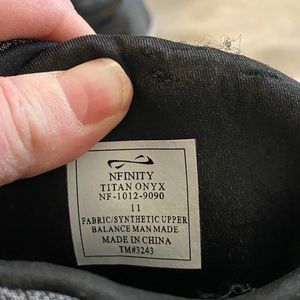 NFINITY
TITAN ONYX
NF-1012-9090
11
FABRIC/SYNTHETIC UPPER
BALANCE MAN MADE
MADE IN CHINA
TM#3243